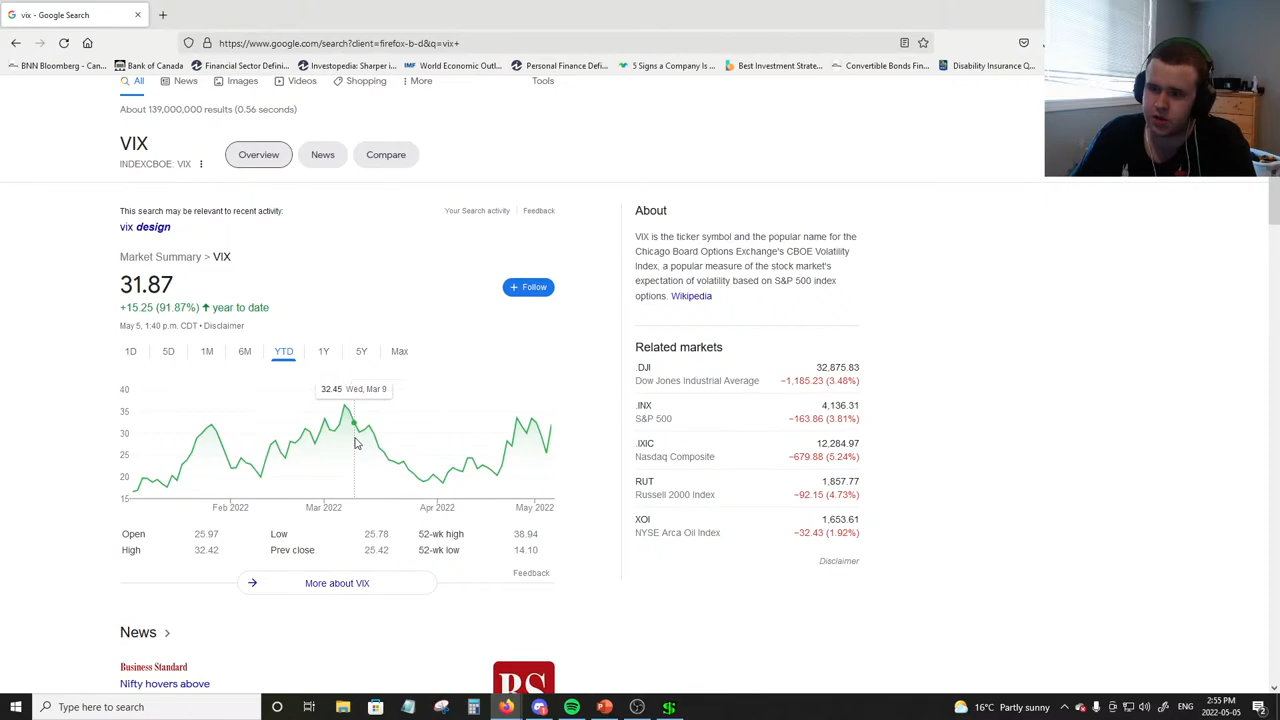 vix - Google Search
https://www.google.com/search?client=firefox-b-d&q=vix+
BNN Bloomberg - Can... Bank of Canada Financial Sector Defini... Investopedia: Sharper i... IMF World Economic Outl... Personal Finance Defi... 5 Signs a Company Is ... Best Investment Strate... Convertible Bonds Fin... Disability Insurance Q...
All News Images Videos Shopping More Tools
About 139,000,000 results (0.56 seconds)
VIX
INDEXCBOE: VIX
Overview News Compare
This search may be relevant to recent activity:
Your Search activity Feedback
vix design
Market Summary > VIX
31.87
+ Follow
+15.25 (91.87%) year to date
May 5, 1:40 p.m. CDT • Disclaimer
1D 5D 1M 6M YTD 1Y 5Y Max
32.45 Wed, Mar 9
40
35
30
25
20
15
Feb 2022 Mar 2022 Apr 2022 May 2022
Open 25.97 Low 25.78 52-wk high 38.94
High 32.42 Prev close 25.42 52-wk low 14.10
Feedback
More about VIX
News
Business Standard
Nifty hovers above
BS
About
VIX is the ticker symbol and the popular name for the
Chicago Board Options Exchange's CBOE Volatility
Index, a popular measure of the stock market's
expectation of volatility based on S&P 500 index
options. Wikipedia
Related markets
.DJI 32,875.83
Dow Jones Industrial Average −1,185.23 (3.48%)
.INX 4,136.31
S&P 500 −163.86 (3.81%)
.IXIC 12,284.97
Nasdaq Composite −679.88 (5.24%)
RUT 1,857.77
Russell 2000 Index −92.15 (4.73%)
XOI 1,653.61
NYSE Arca Oil Index −32.43 (1.92%)
Disclaimer
Type here to search
16°C Partly sunny
ENG
2:55 PM
2022-05-05
2